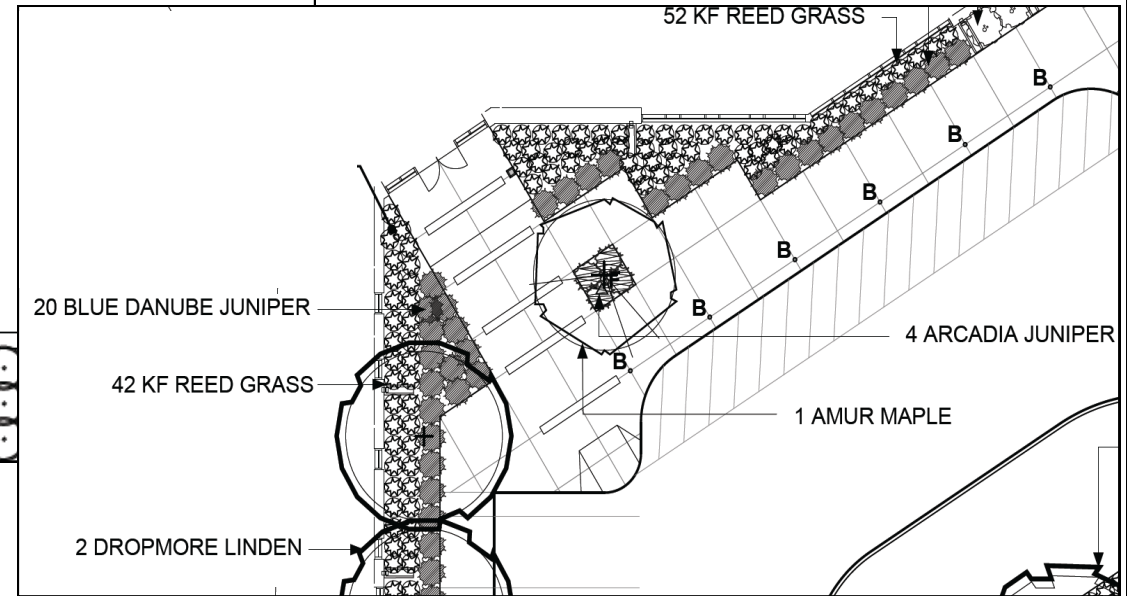 52 KF REED GRASS
B
B
B
B
20 BLUE DANUBE JUNIPER
B
4 ARCADIA JUNIPER
B
42 KF REED GRASS
1 AMUR MAPLE
2 DROPMORE LINDEN